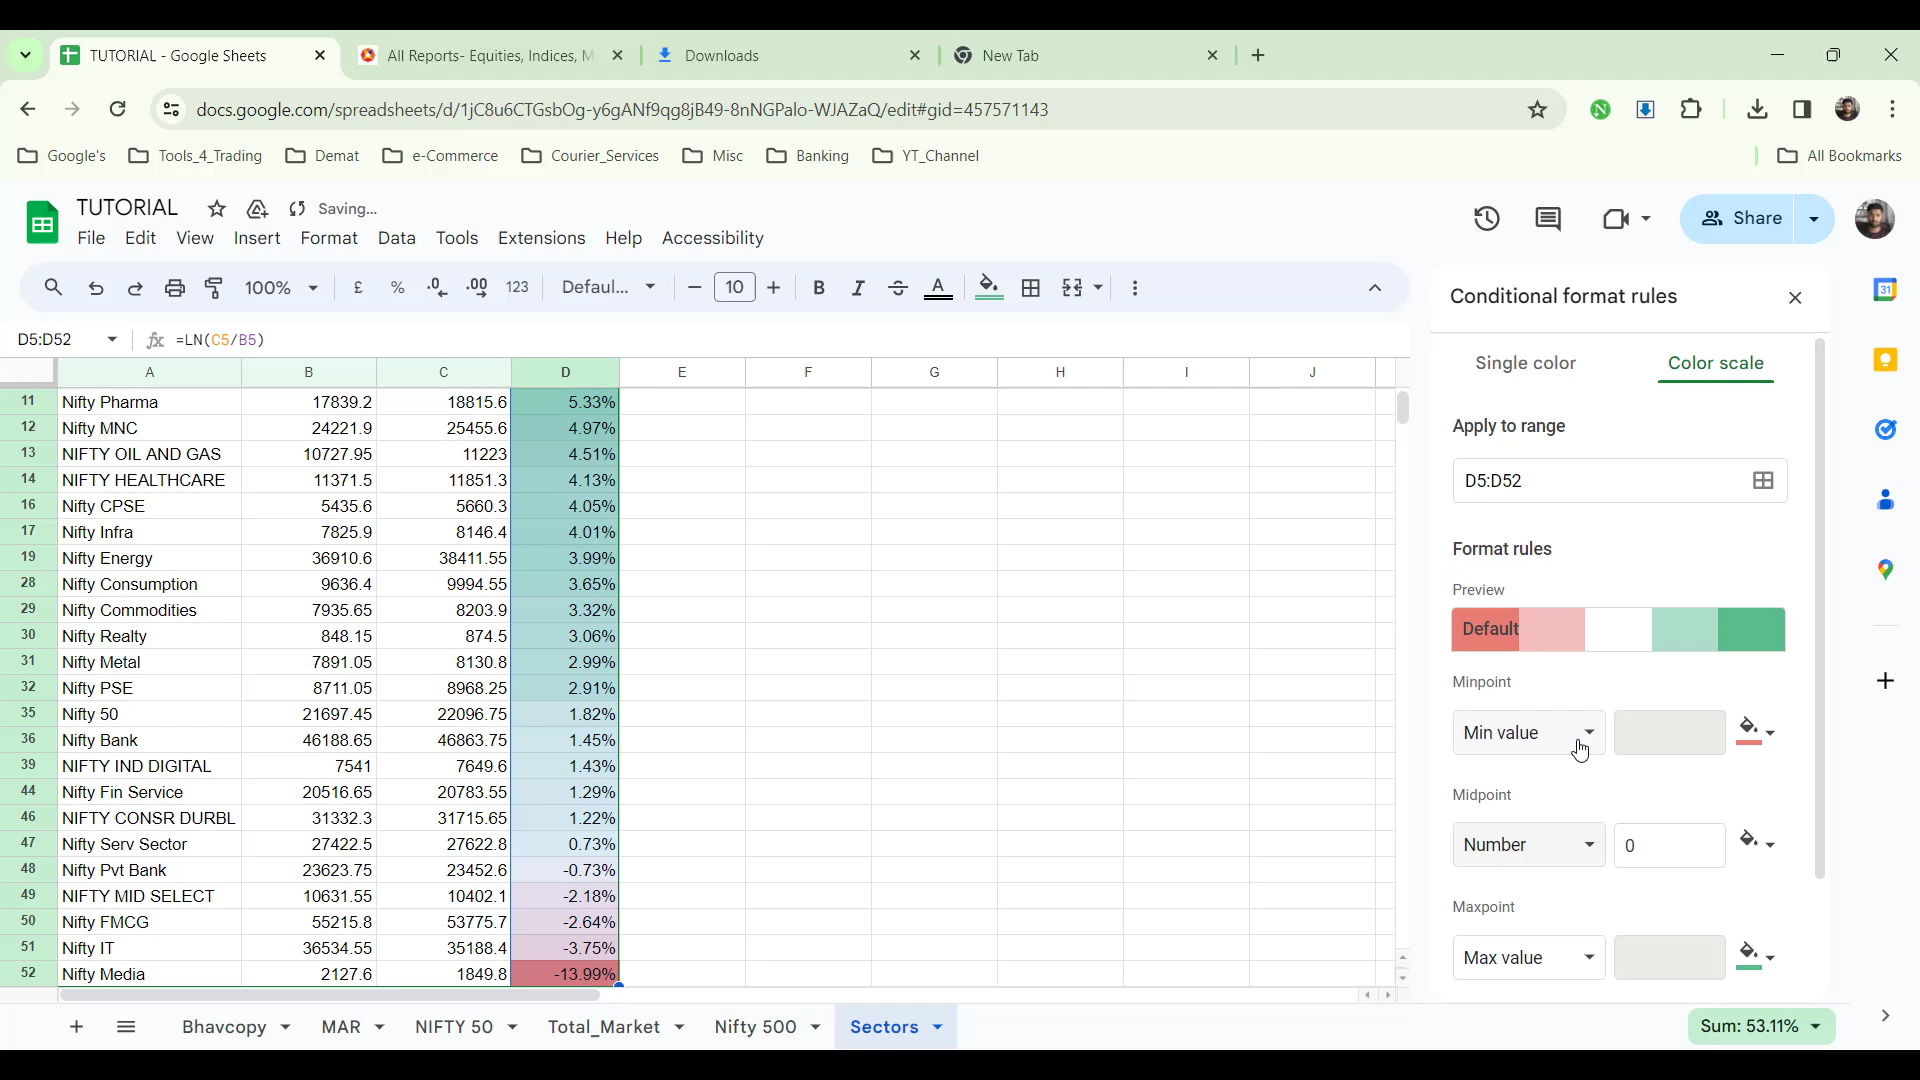 TUTORIAL - Google Sheets
All Reports- Equities, Indices, M
Downloads
New Tab
docs.google.com/spreadsheets/d/1jC8u6CTGsbOg-y6gANf9qg8jB49-8nNGPalo-WJAZaQ/edit#gid=457571143
Google's Tools_4_Trading Demat e-Commerce Courier_Services Misc Banking YT_Channel All Bookmarks
TUTORIAL Saving...
File Edit View Insert Format Data Tools Extensions Help Accessibility
Share
100% £ % .0 .00 123 Defaul... 10 B I S A
D5:D52 fx =LN(C5/B5)
A B C D E F G H I J
11 Nifty Pharma 17839.2 18815.6 5.33%
12 Nifty MNC 24221.9 25455.6 4.97%
13 NIFTY OIL AND GAS 10727.95 11223 4.51%
14 NIFTY HEALTHCARE 11371.5 11851.3 4.13%
16 Nifty CPSE 5435.6 5660.3 4.05%
17 Nifty Infra 7825.9 8146.4 4.01%
19 Nifty Energy 36910.6 38411.55 3.99%
28 Nifty Consumption 9636.4 9994.55 3.65%
29 Nifty Commodities 7935.65 8203.9 3.32%
30 Nifty Realty 848.15 874.5 3.06%
31 Nifty Metal 7891.05 8130.8 2.99%
32 Nifty PSE 8711.05 8968.25 2.91%
35 Nifty 50 21697.45 22096.75 1.82%
36 Nifty Bank 46188.65 46863.75 1.45%
39 NIFTY IND DIGITAL 7541 7649.6 1.43%
44 Nifty Fin Service 20516.65 20783.55 1.29%
46 NIFTY CONSR DURBL 31332.3 31715.65 1.22%
47 Nifty Serv Sector 27422.5 27622.8 0.73%
48 Nifty Pvt Bank 23623.75 23452.6 -0.73%
49 NIFTY MID SELECT 10631.55 10402.1 -2.18%
50 Nifty FMCG 55215.8 53775.7 -2.64%
51 Nifty IT 36534.55 35188.4 -3.75%
52 Nifty Media 2127.6 1849.8 -13.99%
Conditional format rules
Single color Color scale
Apply to range
D5:D52
Format rules
Preview
Default
Minpoint
Min value
Midpoint
Number 0
Maxpoint
Max value
31
Bhavcopy MAR NIFTY 50 Total_Market Nifty 500 Sectors
Sum: 53.11%